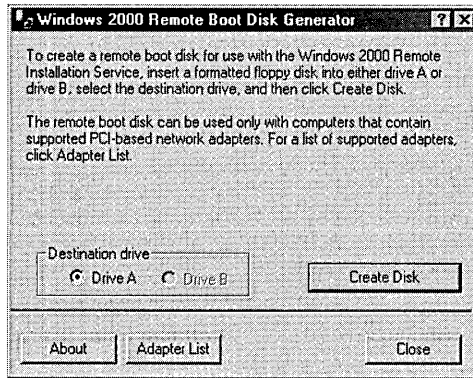 Windows 2000 Remote Boot Disk Generator
To create a remote boot disk for use with the Windows 2000 Remote
Installation Service, insert a formatted floppy disk into either drive A or
drive B, select the destination drive, and then click Create Disk.
The remote boot disk can be used only with computers that contain
supported PCI-based network adapters. For a list of supported adapters,
click Adapter List.
Destination drive
Drive A Drive B
Create Disk
About Adapter List Close